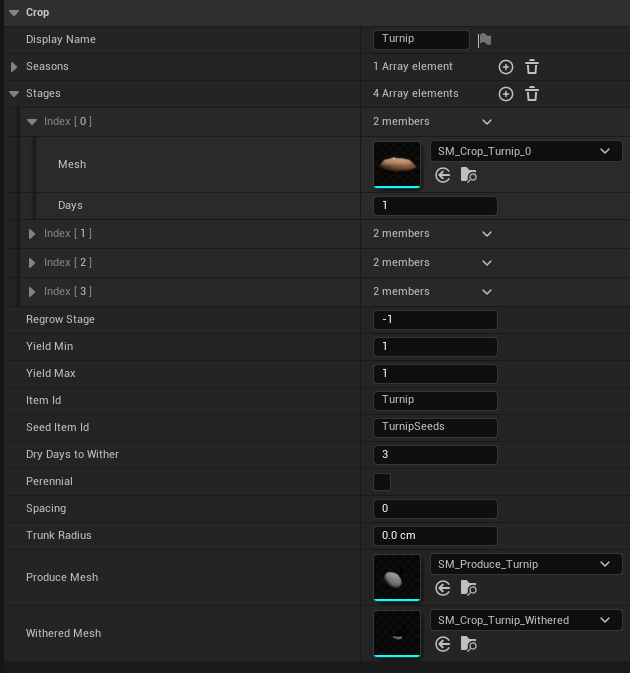 Crop
Display Name Turnip
Seasons 1 Array element
Stages 4 Array elements
Index [ 0 ] 2 members
Mesh SM_Crop_Turnip_0
Days 1
Index [ 1 ] 2 members
Index [ 2 ] 2 members
Index [ 3 ] 2 members
Regrow Stage -1
Yield Min 1
Yield Max 1
Item Id Turnip
Seed Item Id TurnipSeeds
Dry Days to Wither 3
Perennial
Spacing 0
Trunk Radius 0.0 cm
Produce Mesh SM_Produce_Turnip
Withered Mesh SM_Crop_Turnip_Withered